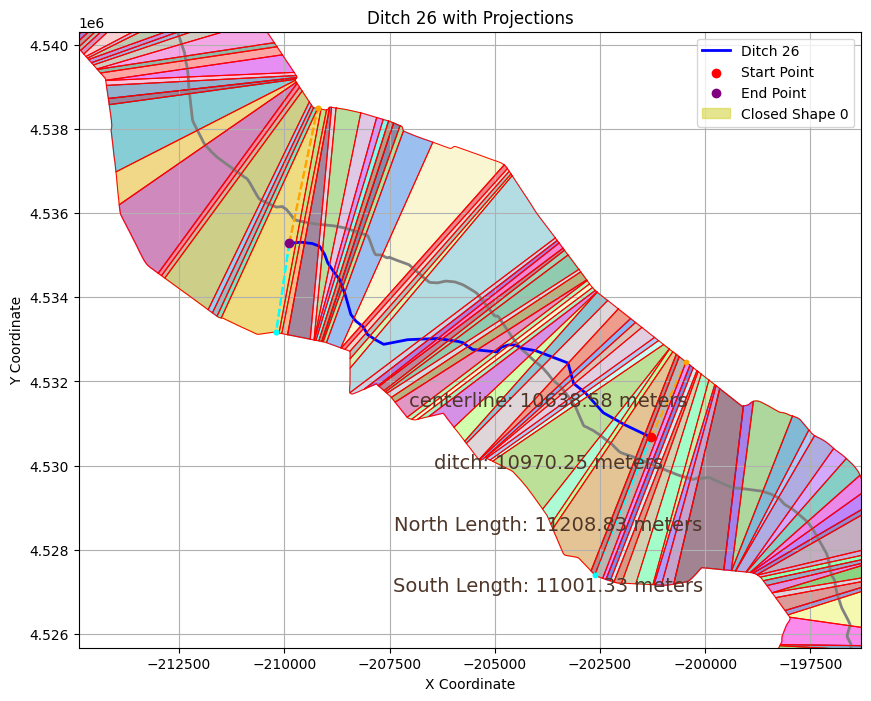 Ditch 26 with Projections
1e6
4.540
4.538
4.536
4.534
4.532
4.530
4.528
4.526
Y Coordinate
Ditch 26
Start Point
End Point
Closed Shape 0
centerline: 10638.58 meters
ditch: 10970.25 meters
North Length: 11208.83 meters
South Length: 11001.33 meters
−212500 −210000 −207500 −205000 −202500 −200000 −197500
X Coordinate